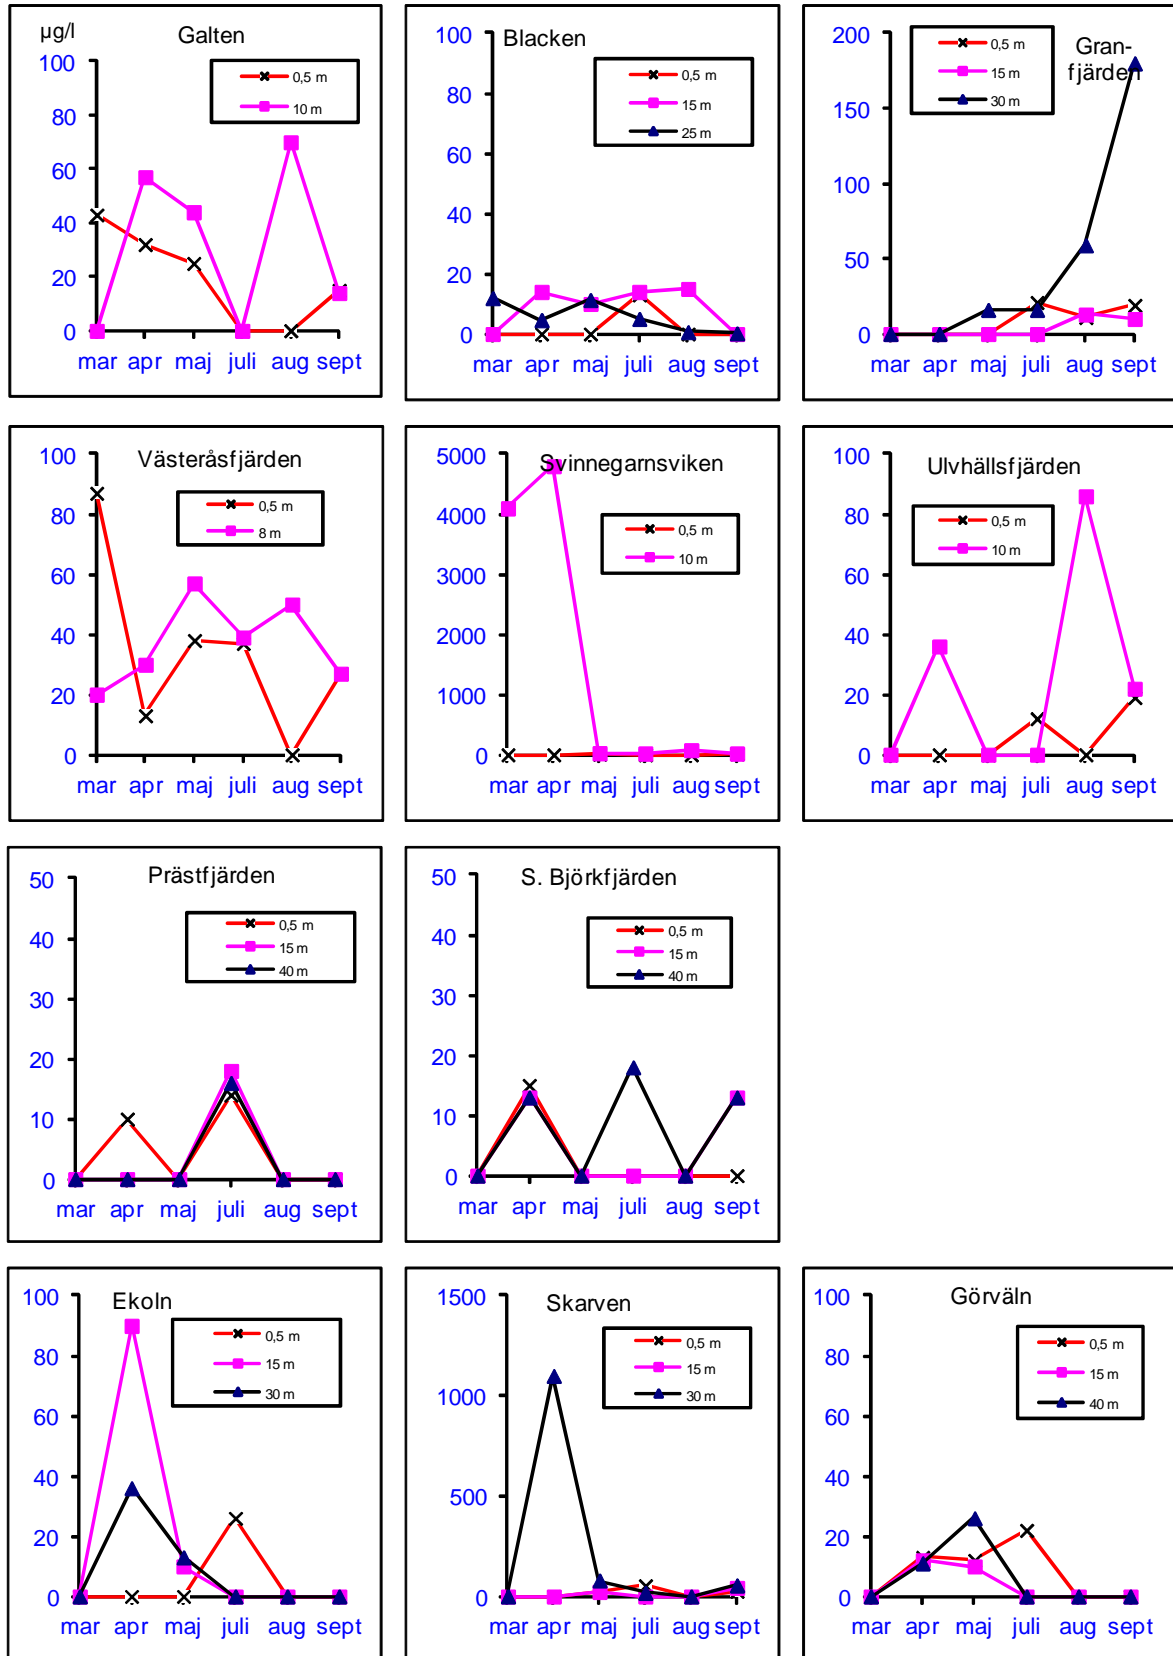 µg/l
Galten
100
80
60
40
20
0
0,5 m
10 m
mar apr maj juli aug sept
Blacken
100
80
60
40
20
0
0,5 m
15 m
25 m
mar apr maj juli aug sept
Gran-
fjärden
200
150
100
50
0
0,5 m
15 m
30 m
mar apr maj juli aug sept
Västeråsfjärden
100
80
60
40
20
0
0,5 m
8 m
mar apr maj juli aug sept
Svinnegarnsviken
5000
4000
3000
2000
1000
0
0,5 m
10 m
mar apr maj juli aug sept
Ulvhällsfjärden
100
80
60
40
20
0
0,5 m
10 m
mar apr maj juli aug sept
Prästfjärden
50
40
30
20
10
0
0,5 m
15 m
40 m
mar apr maj juli aug sept
S. Björkfjärden
50
40
30
20
10
0
0,5 m
15 m
40 m
mar apr maj juli aug sept
Ekoln
100
80
60
40
20
0
0,5 m
15 m
30 m
mar apr maj juli aug sept
Skarven
1500
1000
500
0
0,5 m
15 m
30 m
mar apr maj juli aug sept
Görväln
100
80
60
40
20
0
0,5 m
15 m
40 m
mar apr maj juli aug sept